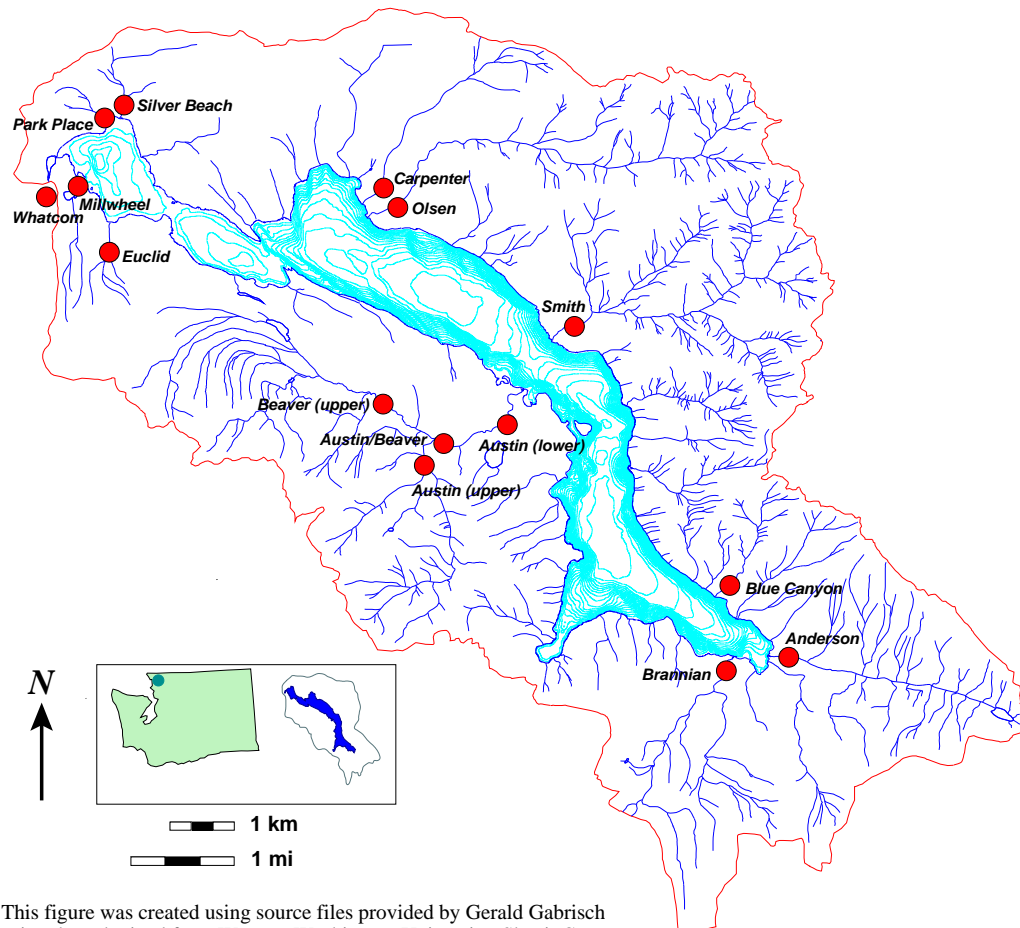 Silver Beach
Park Place
Carpenter
Millwheel
Whatcom
Olsen
Euclid
Smith
Beaver (upper)
Austin/Beaver
Austin (lower)
Austin (upper)
Blue Canyon
Anderson
Brannian
N
1 km
1 mi
This figure was created using source files provided by Gerald Gabrisch